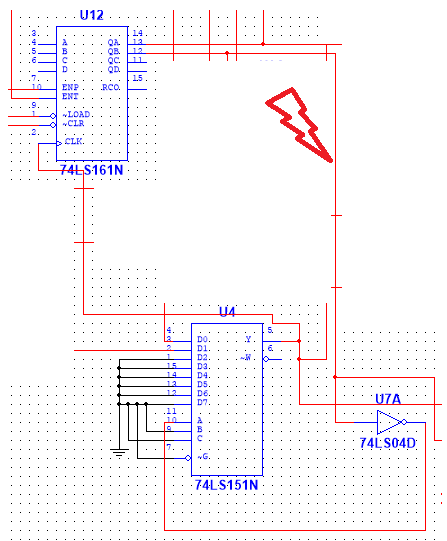 U12
3 A QA 14
4 B QB 13
5 C QC 12
6 D QD 11
7 ENP RCO 15
10 ENT
9 ~LOAD
1 ~CLR
2 CLK
74LS161N
U4
4 D0 Y 5
3 D1 ~W 6
2 D2
1 D3
15 D4
14 D5
13 D6
12 D7
11 A
10 B
9 C
7 ~G
74LS151N
U7A
74LS04D